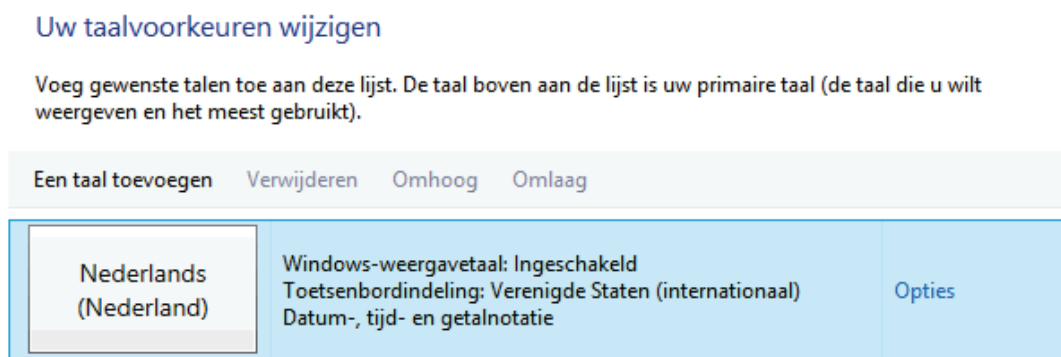 Uw taalvoorkeuren wijzigen
Voeg gewenste talen toe aan deze lijst. De taal boven aan de lijst is uw primaire taal (de taal die u wilt
weergeven en het meest gebruikt).
Een taal toevoegen Verwijderen Omhoog Omlaag
Nederlands
(Nederland)
Windows-weergavetaal: Ingeschakeld
Toetsenbordindeling: Verenigde Staten (internationaal)
Datum-, tijd- en getalnotatie
Opties